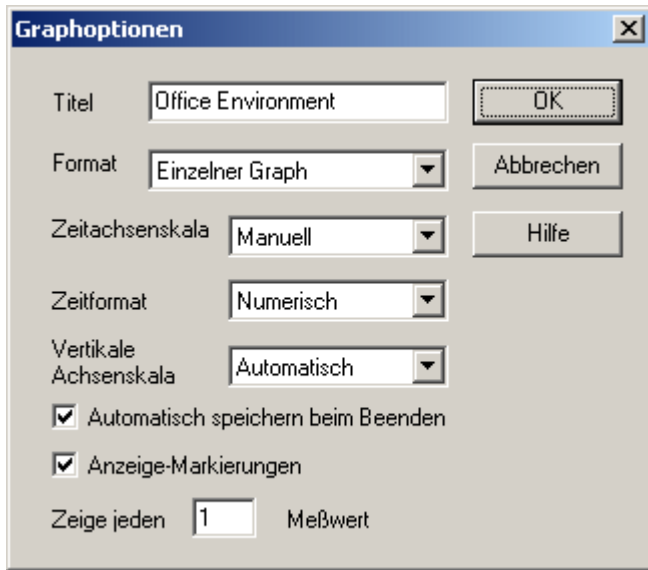 Graphoptionen
Titel Office Environment OK
Format Einzelner Graph Abbrechen
Zeitachsenskala Manuell Hilfe
Zeitformat Numerisch
Vertikale
Achsenskala Automatisch
Automatisch speichern beim Beenden
Anzeige-Markierungen
Zeige jeden 1 Meßwert